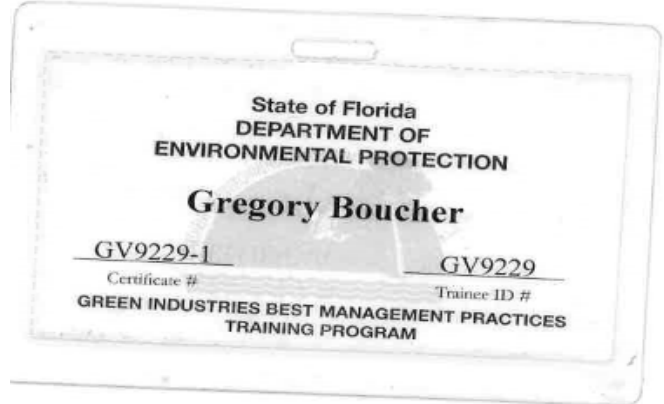 State of Florida
DEPARTMENT OF
ENVIRONMENTAL PROTECTION
Gregory Boucher
GV9229-1 GV9229
Certificate # Trainee ID #
GREEN INDUSTRIES BEST MANAGEMENT PRACTICES
TRAINING PROGRAM